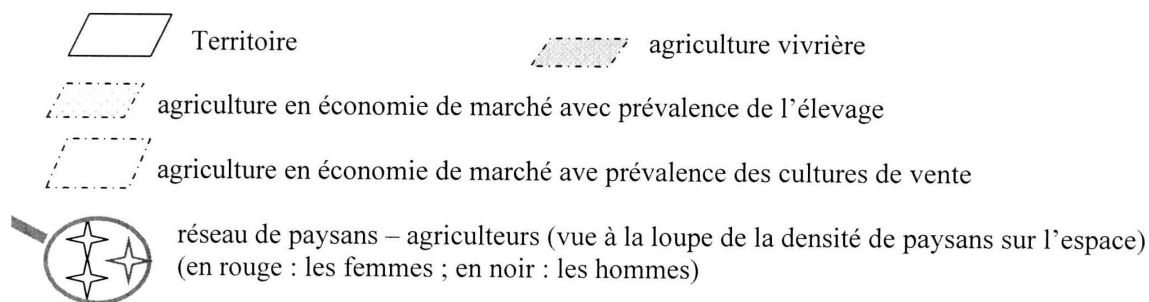 Territoire
agriculture vivrière
agriculture en économie de marché avec prévalence de l'élevage
agriculture en économie de marché ave prévalence des cultures de vente
réseau de paysans – agriculteurs (vue à la loupe de la densité de paysans sur l'espace)
(en rouge : les femmes ; en noir : les hommes)